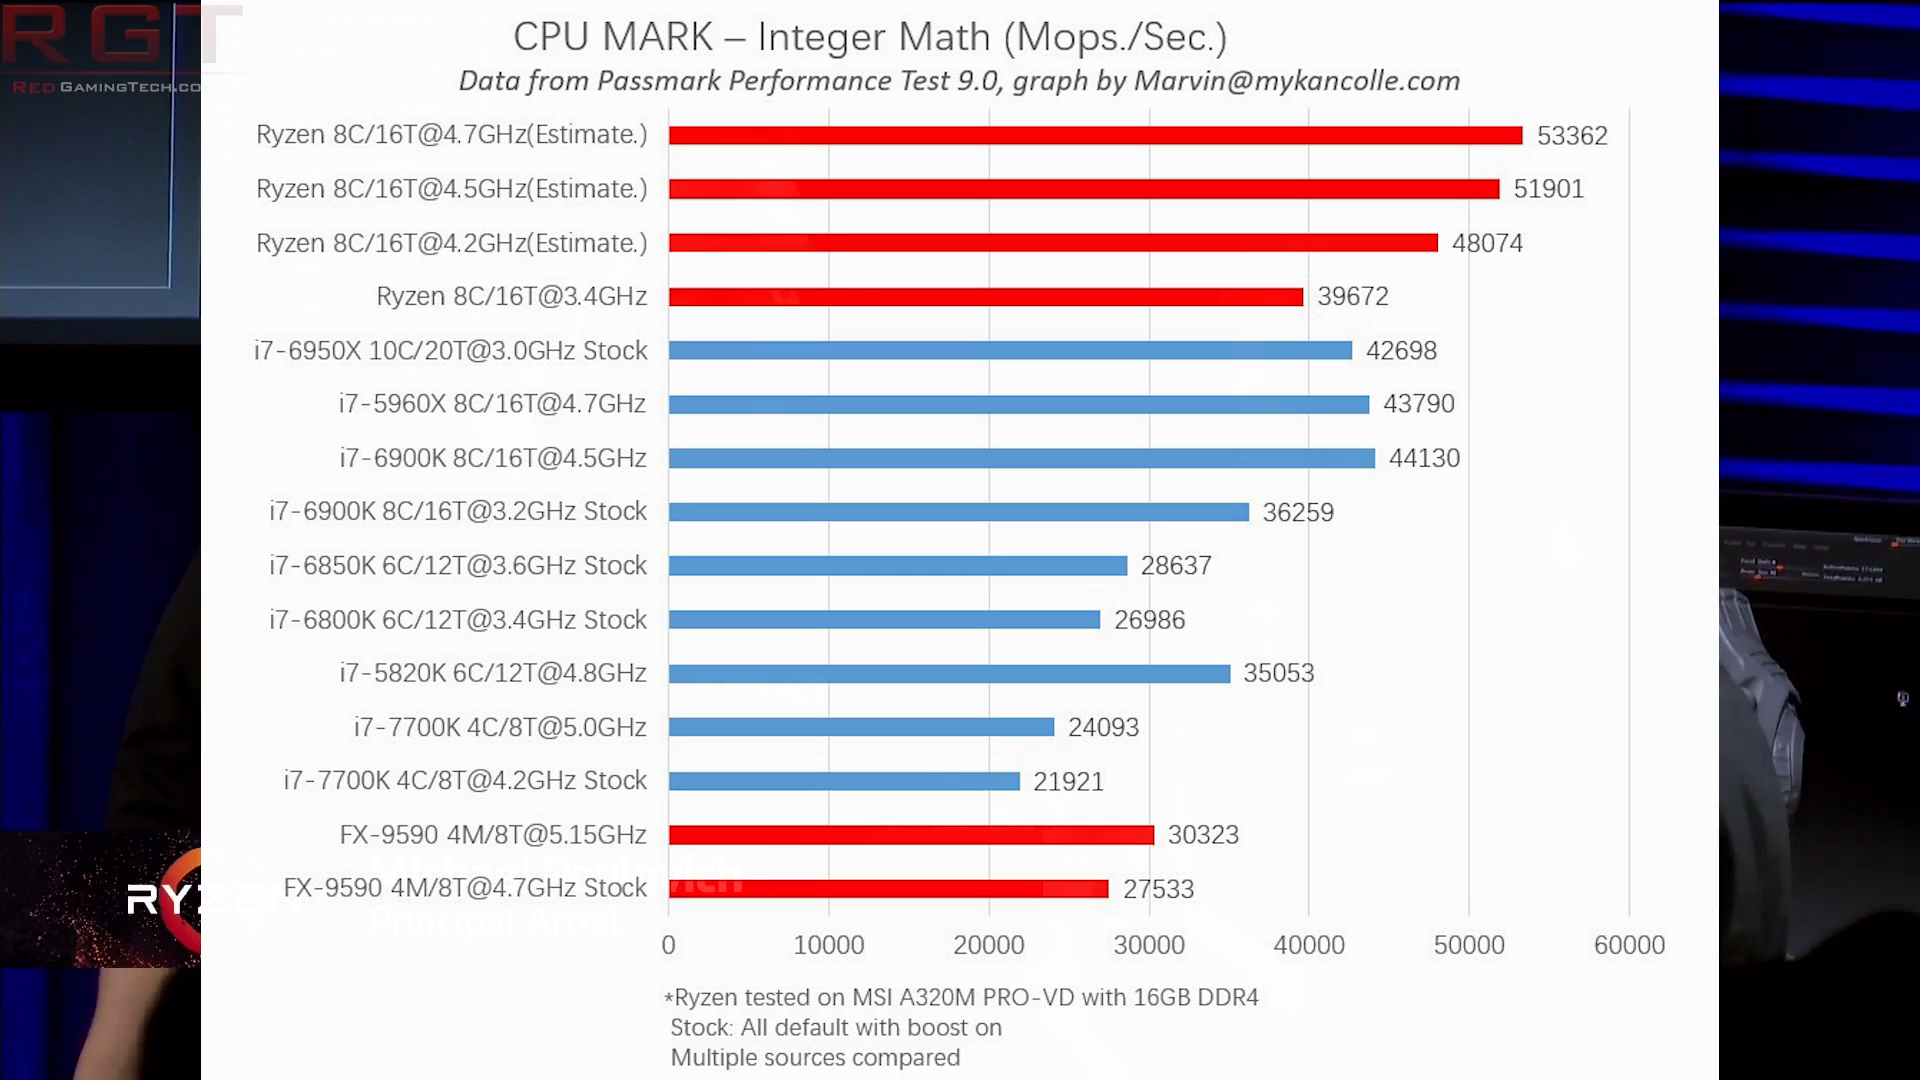 RGT
RED GAMINGTECH.CO
CPU MARK – Integer Math (Mops./Sec.)
Data from Passmark Performance Test 9.0, graph by Marvin@mykancolle.com
Ryzen 8C/16T@4.7GHz(Estimate.) 53362
Ryzen 8C/16T@4.5GHz(Estimate.) 51901
Ryzen 8C/16T@4.2GHz(Estimate.) 48074
Ryzen 8C/16T@3.4GHz 39672
i7-6950X 10C/20T@3.0GHz Stock 42698
i7-5960X 8C/16T@4.7GHz 43790
i7-6900K 8C/16T@4.5GHz 44130
i7-6900K 8C/16T@3.2GHz Stock 36259
i7-6850K 6C/12T@3.6GHz Stock 28637
i7-6800K 6C/12T@3.4GHz Stock 26986
i7-5820K 6C/12T@4.8GHz 35053
i7-7700K 4C/8T@5.0GHz 24093
i7-7700K 4C/8T@4.2GHz Stock 21921
FX-9590 4M/8T@5.15GHz 30323
FX-9590 4M/8T@4.7GHz Stock 27533
RYZEN
Principal Artist
0 10000 20000 30000 40000 50000 60000
*Ryzen tested on MSI A320M PRO-VD with 16GB DDR4
Stock: All default with boost on
Multiple sources compared